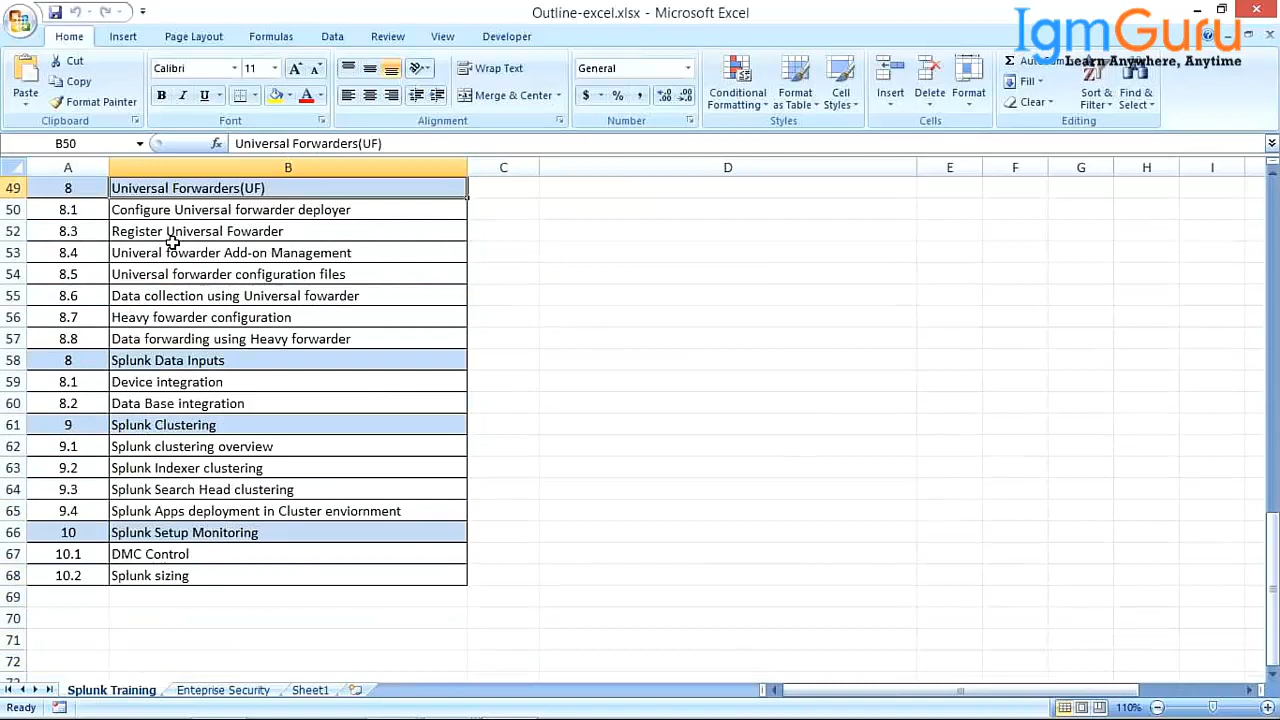 Outline-excel.xlsx - Microsoft Excel
IgmGuru
Learn Anywhere, Anytime
Home Insert Page Layout Formulas Data Review View Developer
Paste Cut Copy Format Painter Clipboard
Calibri 11 B I U A Font
Wrap Text Merge & Center Alignment
General $ % , Number
Conditional Formatting Format as Table Cell Styles Styles
Insert Delete Format Cells
Σ Fill Clear Sort & Filter Find & Select Editing
B50 fx Universal Forwarders(UF)
A B C D E F G H I
49 8 Universal Forwarders(UF)
50 8.1 Configure Universal forwarder deployer
52 8.3 Register Universal Fowarder
53 8.4 Univeral fowarder Add-on Management
54 8.5 Universal forwarder configuration files
55 8.6 Data collection using Universal fowarder
56 8.7 Heavy fowarder configuration
57 8.8 Data forwarding using Heavy forwarder
58 8 Splunk Data Inputs
59 8.1 Device integration
60 8.2 Data Base integration
61 9 Splunk Clustering
62 9.1 Splunk clustering overview
63 9.2 Splunk Indexer clustering
64 9.3 Splunk Search Head clustering
65 9.4 Splunk Apps deployment in Cluster enviornment
66 10 Splunk Setup Monitoring
67 10.1 DMC Control
68 10.2 Splunk sizing
69
70
71
72
Splunk Training Enteprise Security Sheet1
Ready 110%